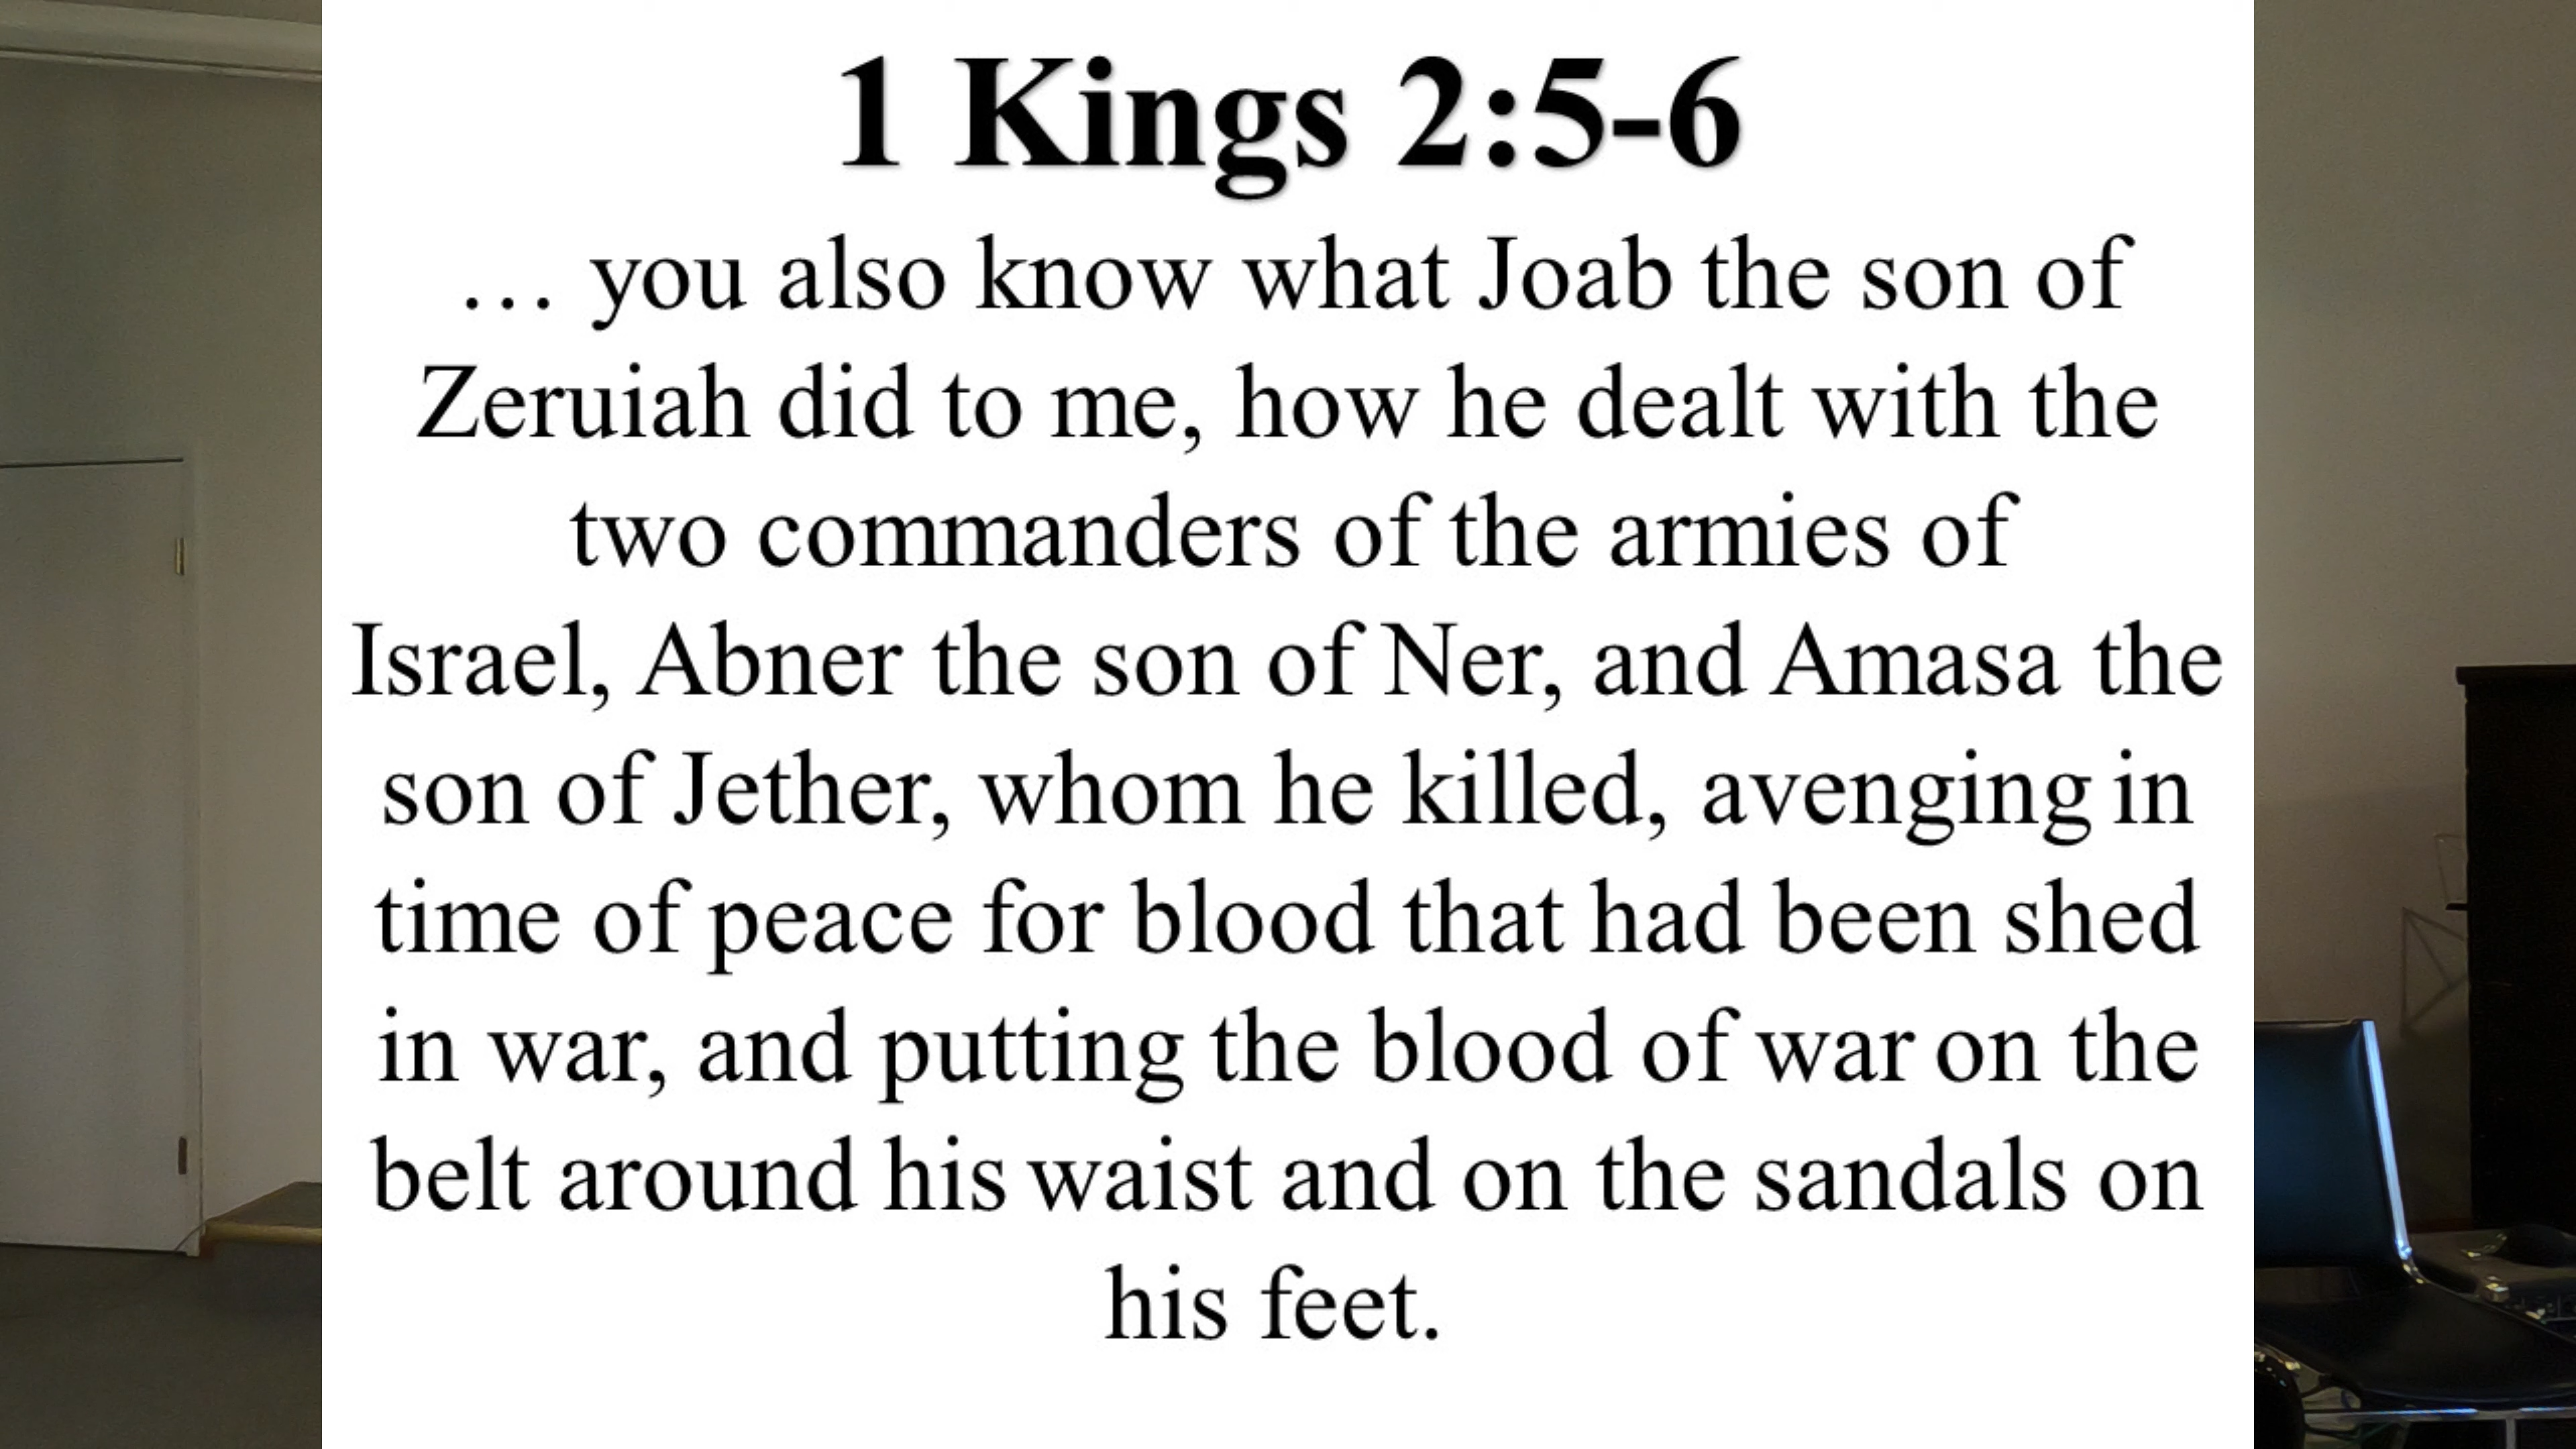 1 Kings 2:5-6
… you also know what Joab the son of
Zeruiah did to me, how he dealt with the
two commanders of the armies of
Israel, Abner the son of Ner, and Amasa the
son of Jether, whom he killed, avenging in
time of peace for blood that had been shed
in war, and putting the blood of war on the
belt around his waist and on the sandals on
his feet.